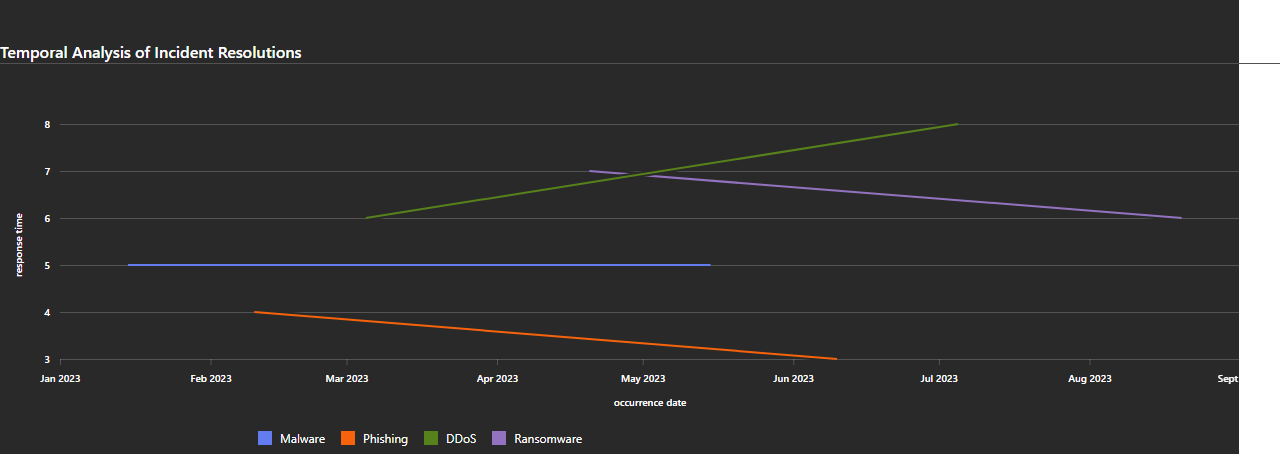 Temporal Analysis of Incident Resolutions
8
7
6
5
4
3
response time
Jan 2023 Feb 2023 Mar 2023 Apr 2023 May 2023 Jun 2023 Jul 2023 Aug 2023 Sept
occurrence date
Malware Phishing DDoS Ransomware